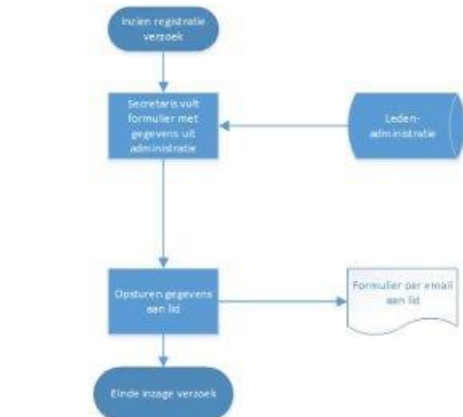 Inzien registratie
verzoek
Secretaris vult
formulier met
gegevens uit
administratie
Leden-
administratie
Opsturen gegevens
aan lid
Formulier per email
aan lid
Einde inzage verzoek